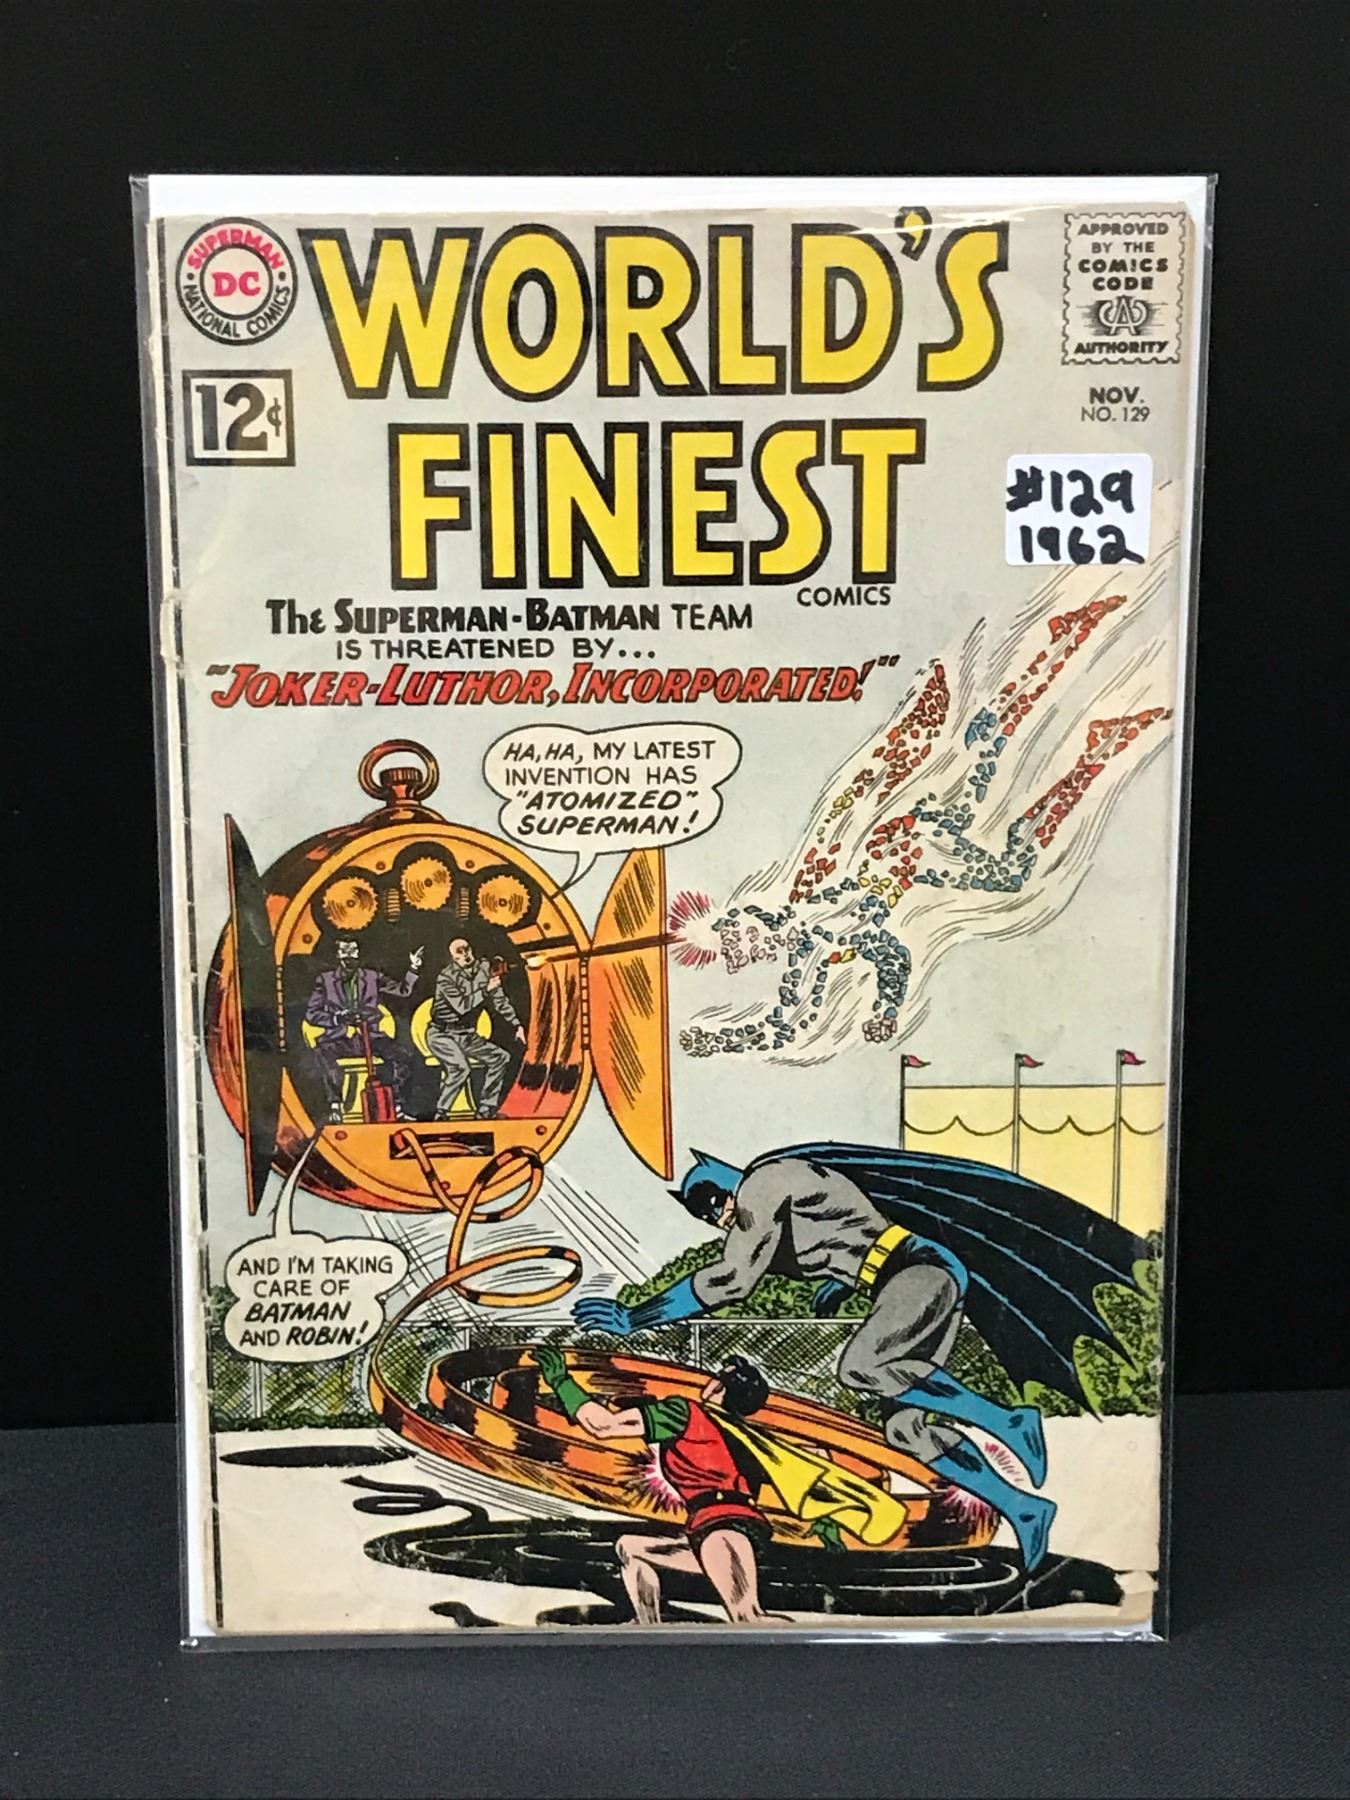 SUPERMAN
DC
NATIONAL COMICS
12¢
WORLD'S
FINEST
COMICS
APPROVED
BY THE
COMICS
CODE
CA
AUTHORITY
NOV.
NO. 129
#129
1962
The SUPERMAN-BATMAN TEAM
IS THREATENED BY...
"JOKER-LUTHOR, INCORPORATED!"
HA, HA, MY LATEST
INVENTION HAS
"ATOMIZED"
SUPERMAN!
AND I'M TAKING
CARE OF
BATMAN
AND ROBIN!